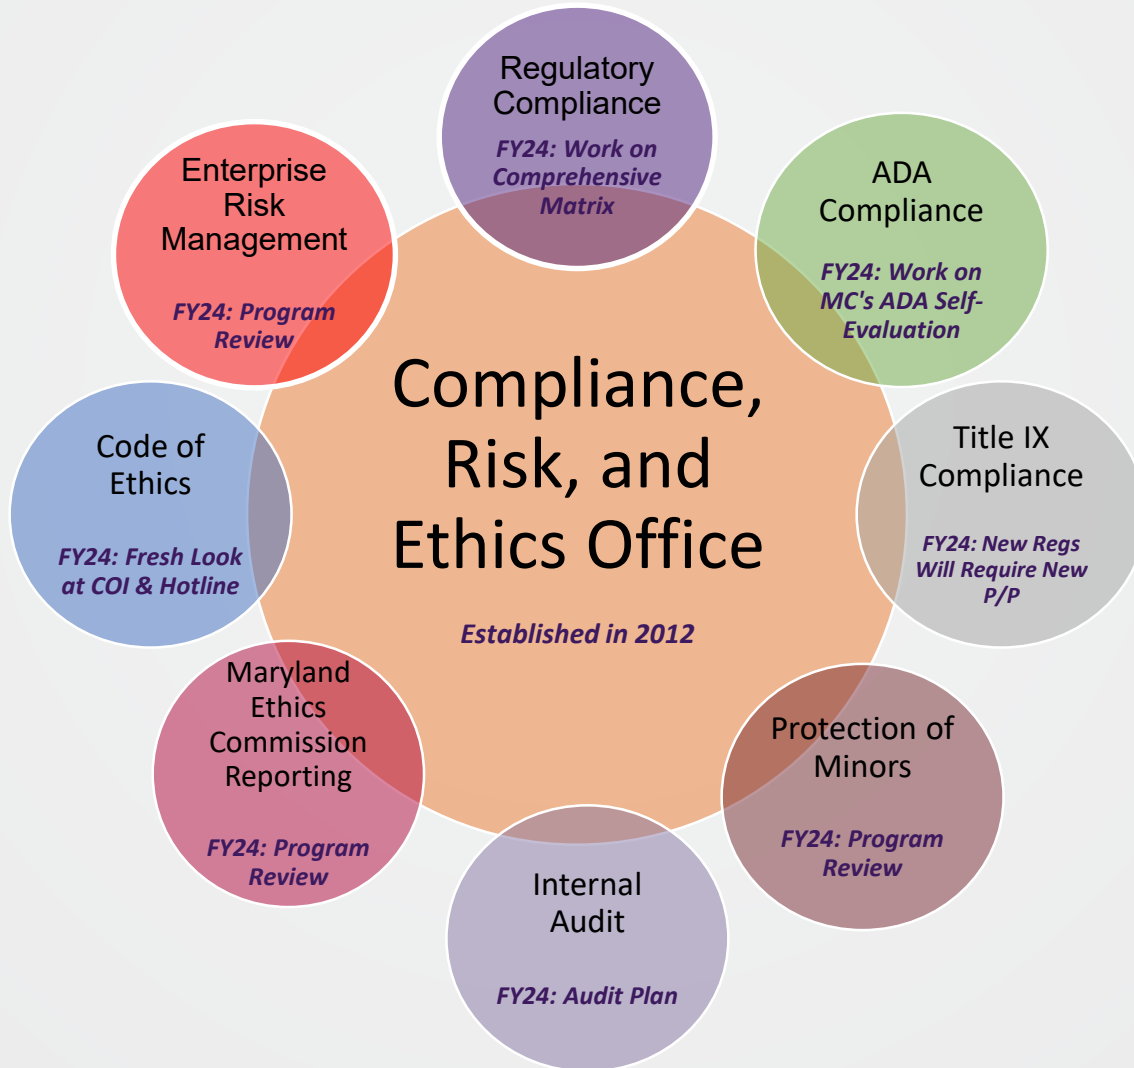 Regulatory
Compliance
FY24: Work on
Comprehensive
Matrix
ADA
Compliance
FY24: Work on
MC's ADA Self-
Evaluation
Title IX
Compliance
FY24: New Regs
Will Require New
P/P
Protection of
Minors
FY24: Program
Review
Internal
Audit
FY24: Audit Plan
Maryland
Ethics
Commission
Reporting
FY24: Program
Review
Code of
Ethics
FY24: Fresh Look
at COI & Hotline
Enterprise
Risk
Management
FY24: Program
Review
Compliance,
Risk, and
Ethics Office
Established in 2012